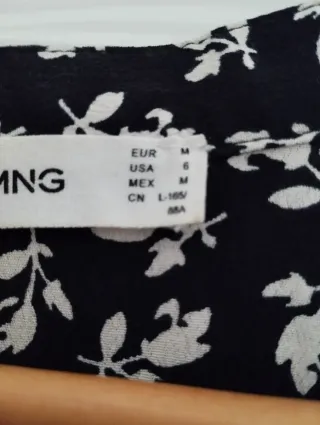 MNG
EUR M
USA 6
MEX M
CN L-165/
88A